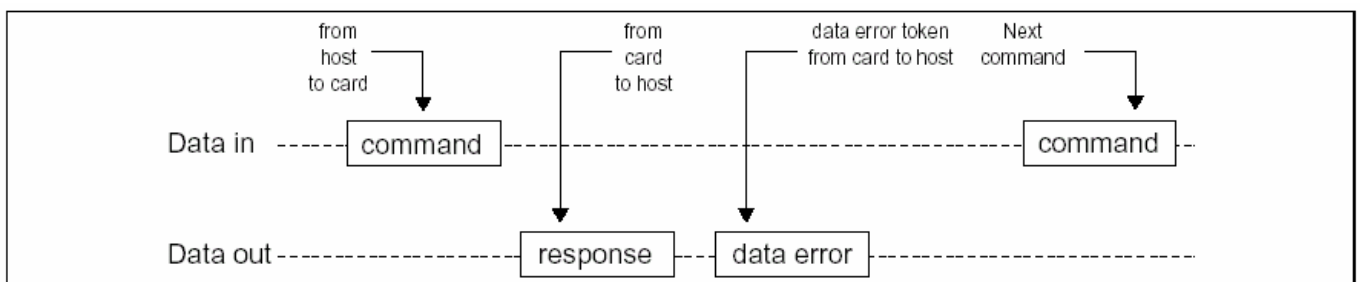 from
host
to card
from
card
to host
data error token
from card to host
Next
command
Data in
command
command
Data out
response
data error